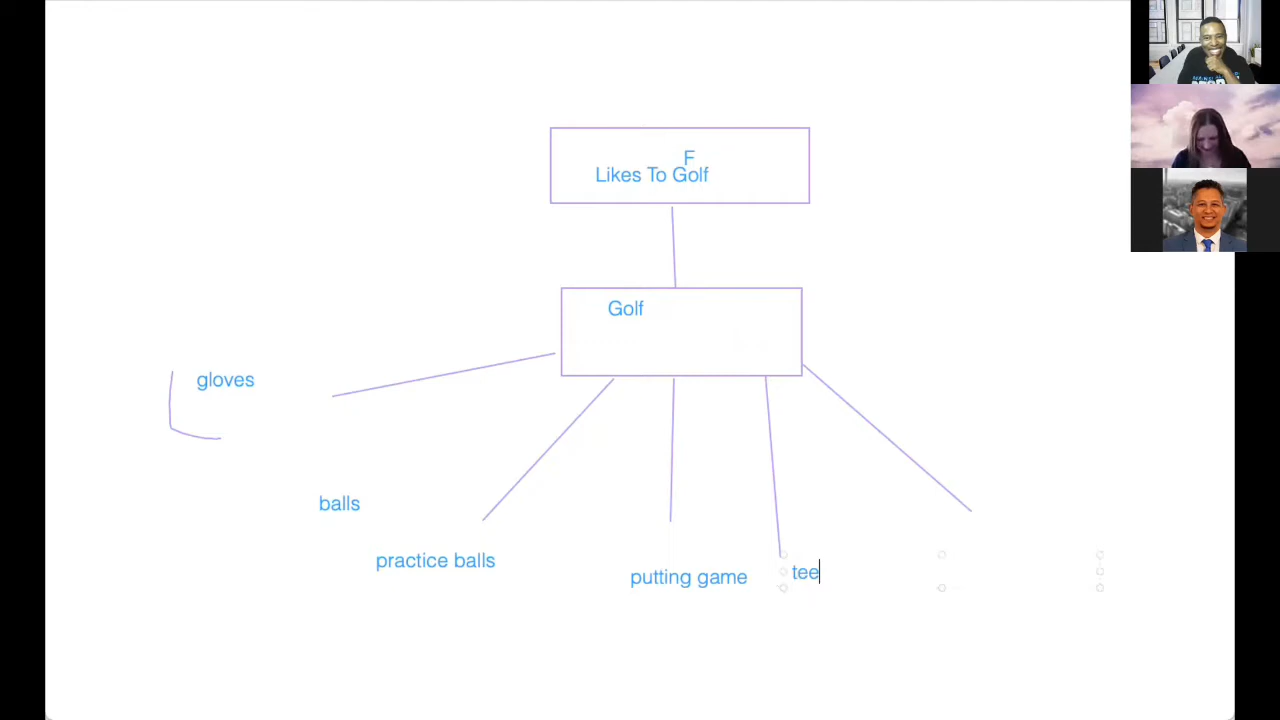 F
Likes To Golf
Golf
gloves
balls
practice balls
putting game
tee